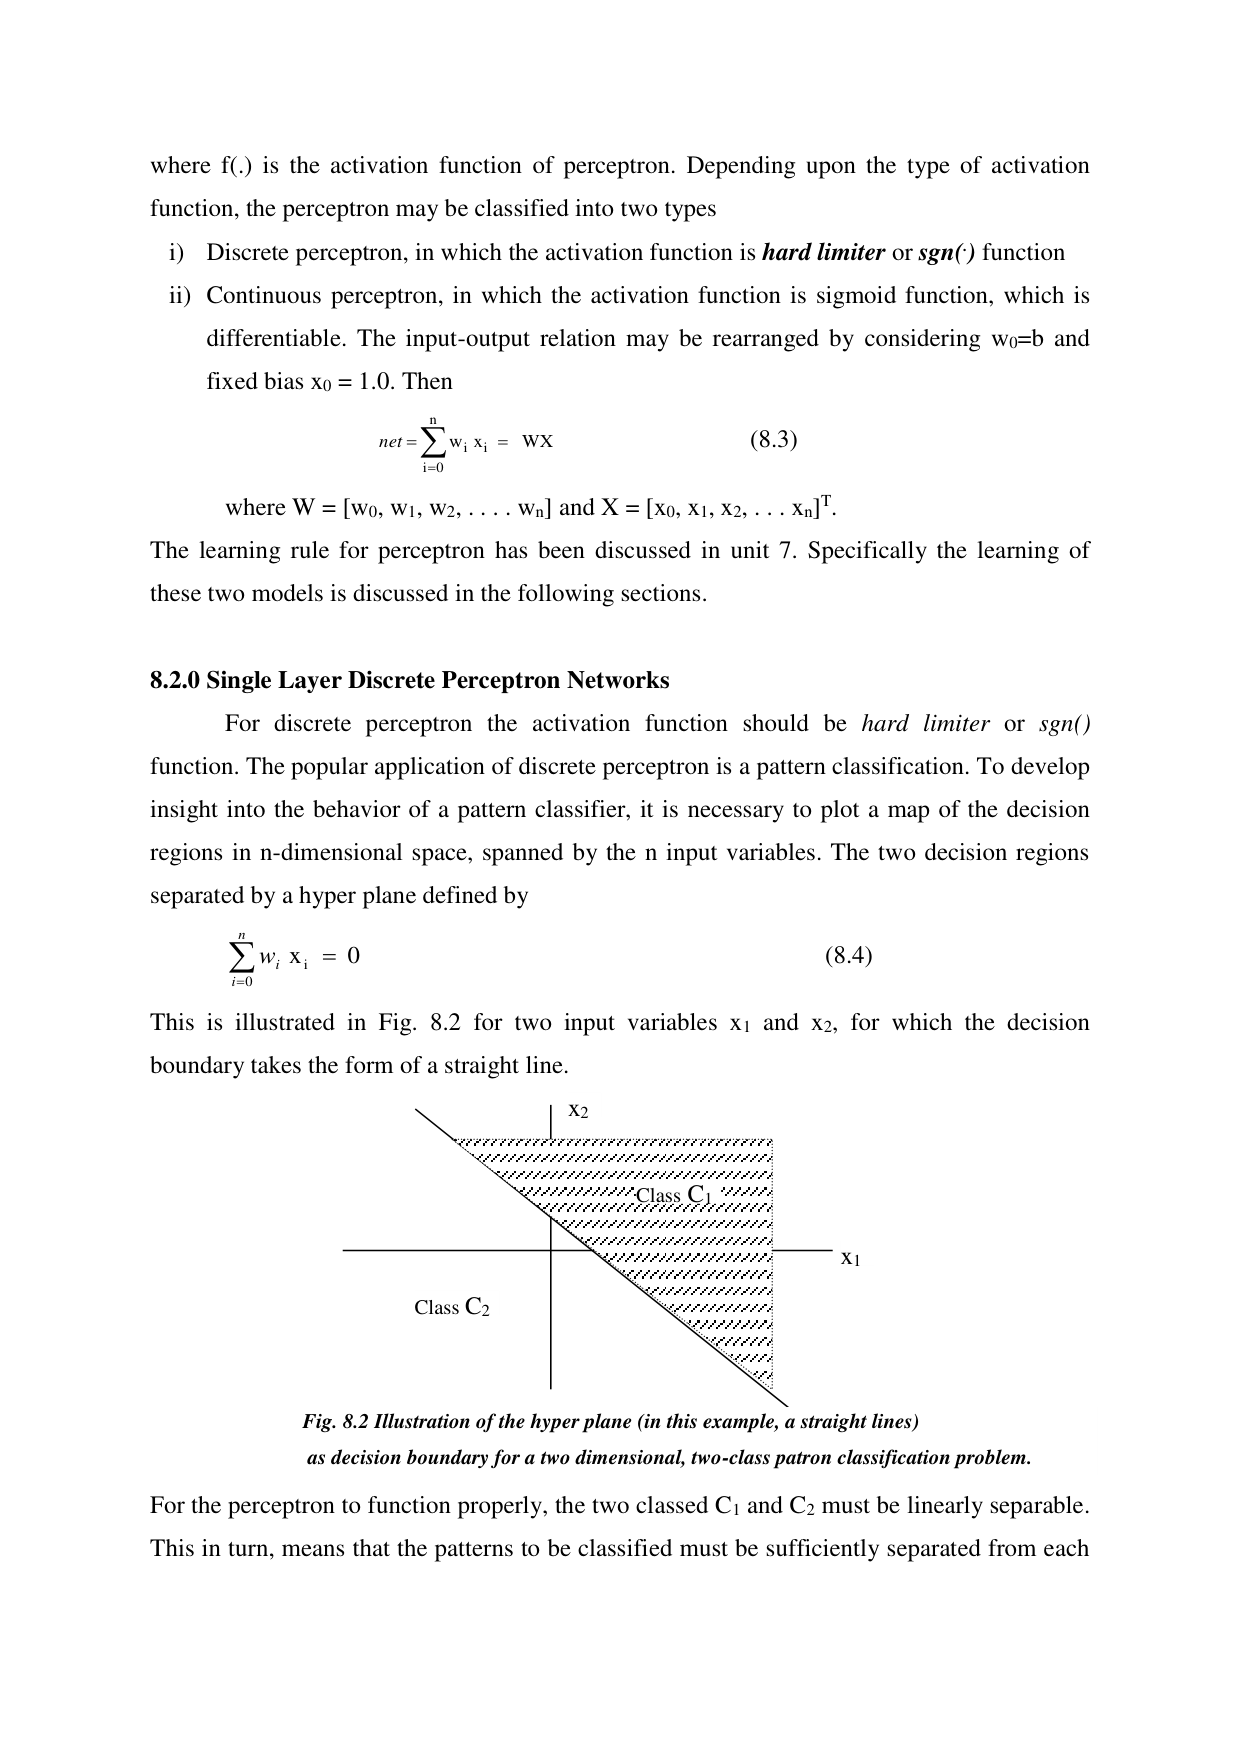 where f(.) is the activation function of perceptron. Depending upon the type of activation
function, the perceptron may be classified into two types
i) Discrete perceptron, in which the activation function is hard limiter or sgn(·) function
ii) Continuous perceptron, in which the activation function is sigmoid function, which is
differentiable. The input-output relation may be rearranged by considering w0=b and
fixed bias x0 = 1.0. Then
net = n∑i=0 wi xi = WX (8.3)
where W = [w0, w1, w2, . . . . wn] and X = [x0, x1, x2, . . . xn]T.
The learning rule for perceptron has been discussed in unit 7. Specifically the learning of
these two models is discussed in the following sections.
8.2.0 Single Layer Discrete Perceptron Networks
For discrete perceptron the activation function should be hard limiter or sgn()
function. The popular application of discrete perceptron is a pattern classification. To develop
insight into the behavior of a pattern classifier, it is necessary to plot a map of the decision
regions in n-dimensional space, spanned by the n input variables. The two decision regions
separated by a hyper plane defined by
n∑i=0 wi xi = 0 (8.4)
This is illustrated in Fig. 8.2 for two input variables x1 and x2, for which the decision
boundary takes the form of a straight line.
x2
Class C1
x1
Class C2
Fig. 8.2 Illustration of the hyper plane (in this example, a straight lines)
as decision boundary for a two dimensional, two-class patron classification problem.
For the perceptron to function properly, the two classed C1 and C2 must be linearly separable.
This in turn, means that the patterns to be classified must be sufficiently separated from each